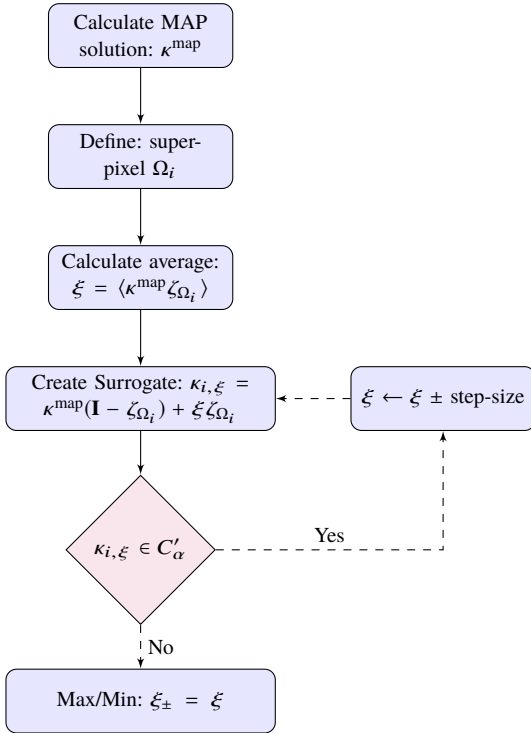 Calculate MAP
solution: κ^map
Define: super-
pixel Ω_i
Calculate average:
ξ = ⟨κ^map ζ_Ω_i⟩
Create Surrogate: κ_i,ξ =
κ^map(I − ζ_Ω_i) + ξζ_Ω_i
ξ ← ξ ± step-size
κ_i,ξ ∈ C′_α
Yes
No
Max/Min: ξ_± = ξ